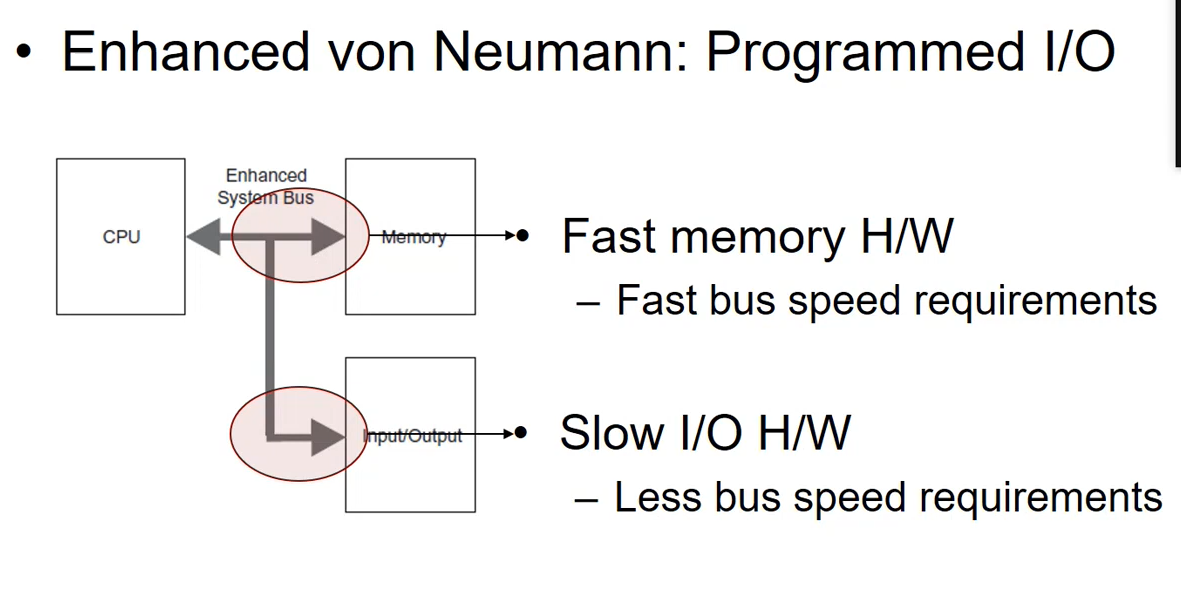 • Enhanced von Neumann: Programmed I/O
Enhanced
System Bus
CPU
Memory
• Fast memory H/W
– Fast bus speed requirements
Input/Output
• Slow I/O H/W
– Less bus speed requirements